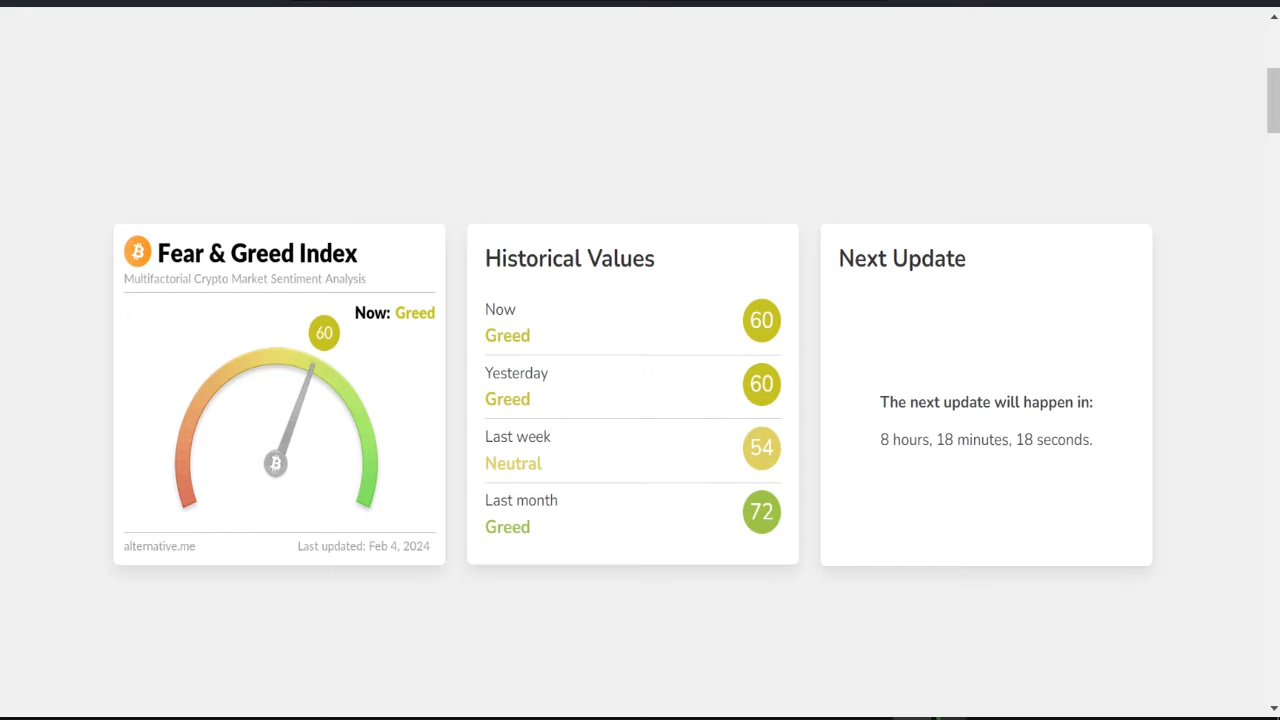 Fear & Greed Index
Multifactorial Crypto Market Sentiment Analysis
Now: Greed
60
alternative.me
Last updated: Feb 4, 2024
Historical Values
Now
Greed
60
Yesterday
Greed
60
Last week
Neutral
54
Last month
Greed
72
Next Update
The next update will happen in:
8 hours, 18 minutes, 18 seconds.